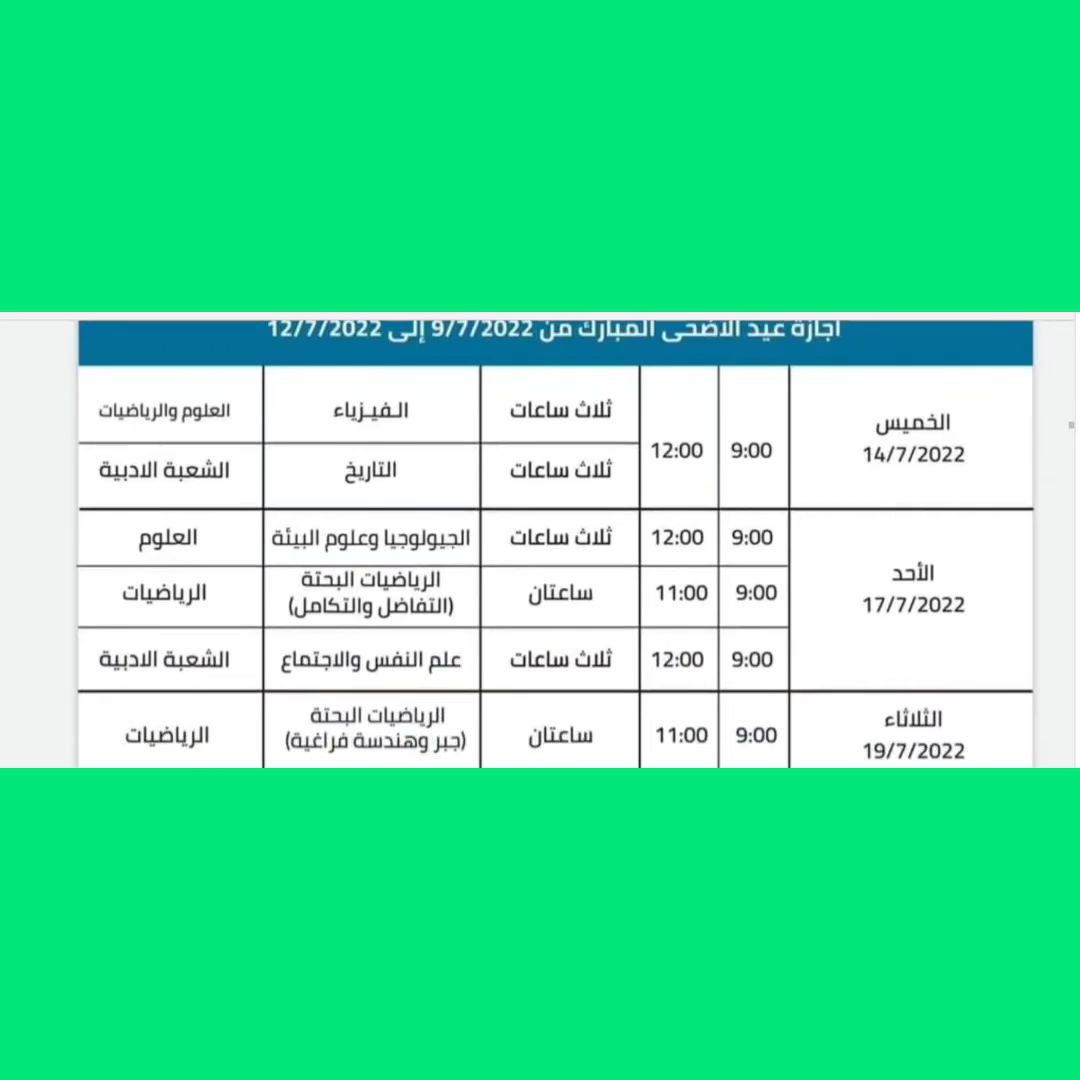 اجازة عيد الاضحى المبارك من 9/7/2022 إلى 12/7/2022
الخميس
14/7/2022
9:00
12:00
ثلاث ساعات
الفيزياء
العلوم والرياضيات
ثلاث ساعات
التاريخ
الشعبة الادبية
الأحد
17/7/2022
9:00
12:00
ثلاث ساعات
الجيولوجيا وعلوم البيئة
العلوم
9:00
11:00
ساعتان
الرياضيات البحتة
(التفاضل والتكامل)
الرياضيات
9:00
12:00
ثلاث ساعات
علم النفس والاجتماع
الشعبة الادبية
الثلاثاء
19/7/2022
9:00
11:00
ساعتان
الرياضيات البحتة
(جبر وهندسة فراغية)
الرياضيات